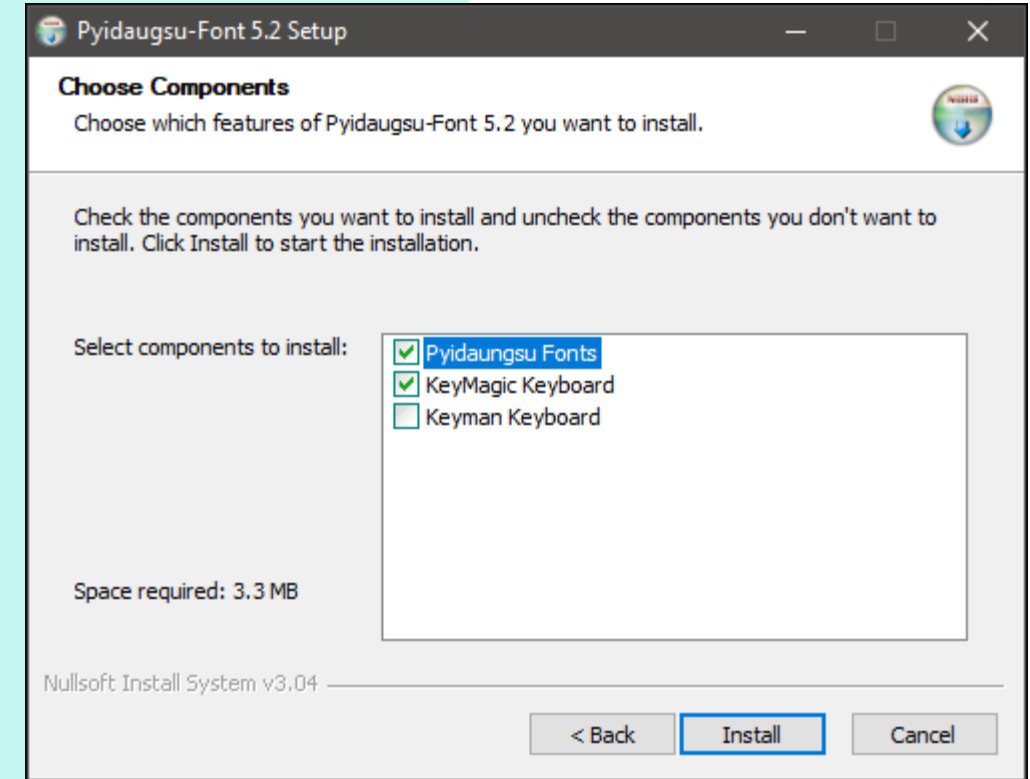 Pyidaugsu-Font 5.2 Setup
Choose Components
Choose which features of Pyidaugsu-Font 5.2 you want to install.
Check the components you want to install and uncheck the components you don't want to
install. Click Install to start the installation.
Select components to install:
Pyidaungsu Fonts
KeyMagic Keyboard
Keyman Keyboard
Space required: 3.3 MB
Nullsoft Install System v3.04
< Back
Install
Cancel